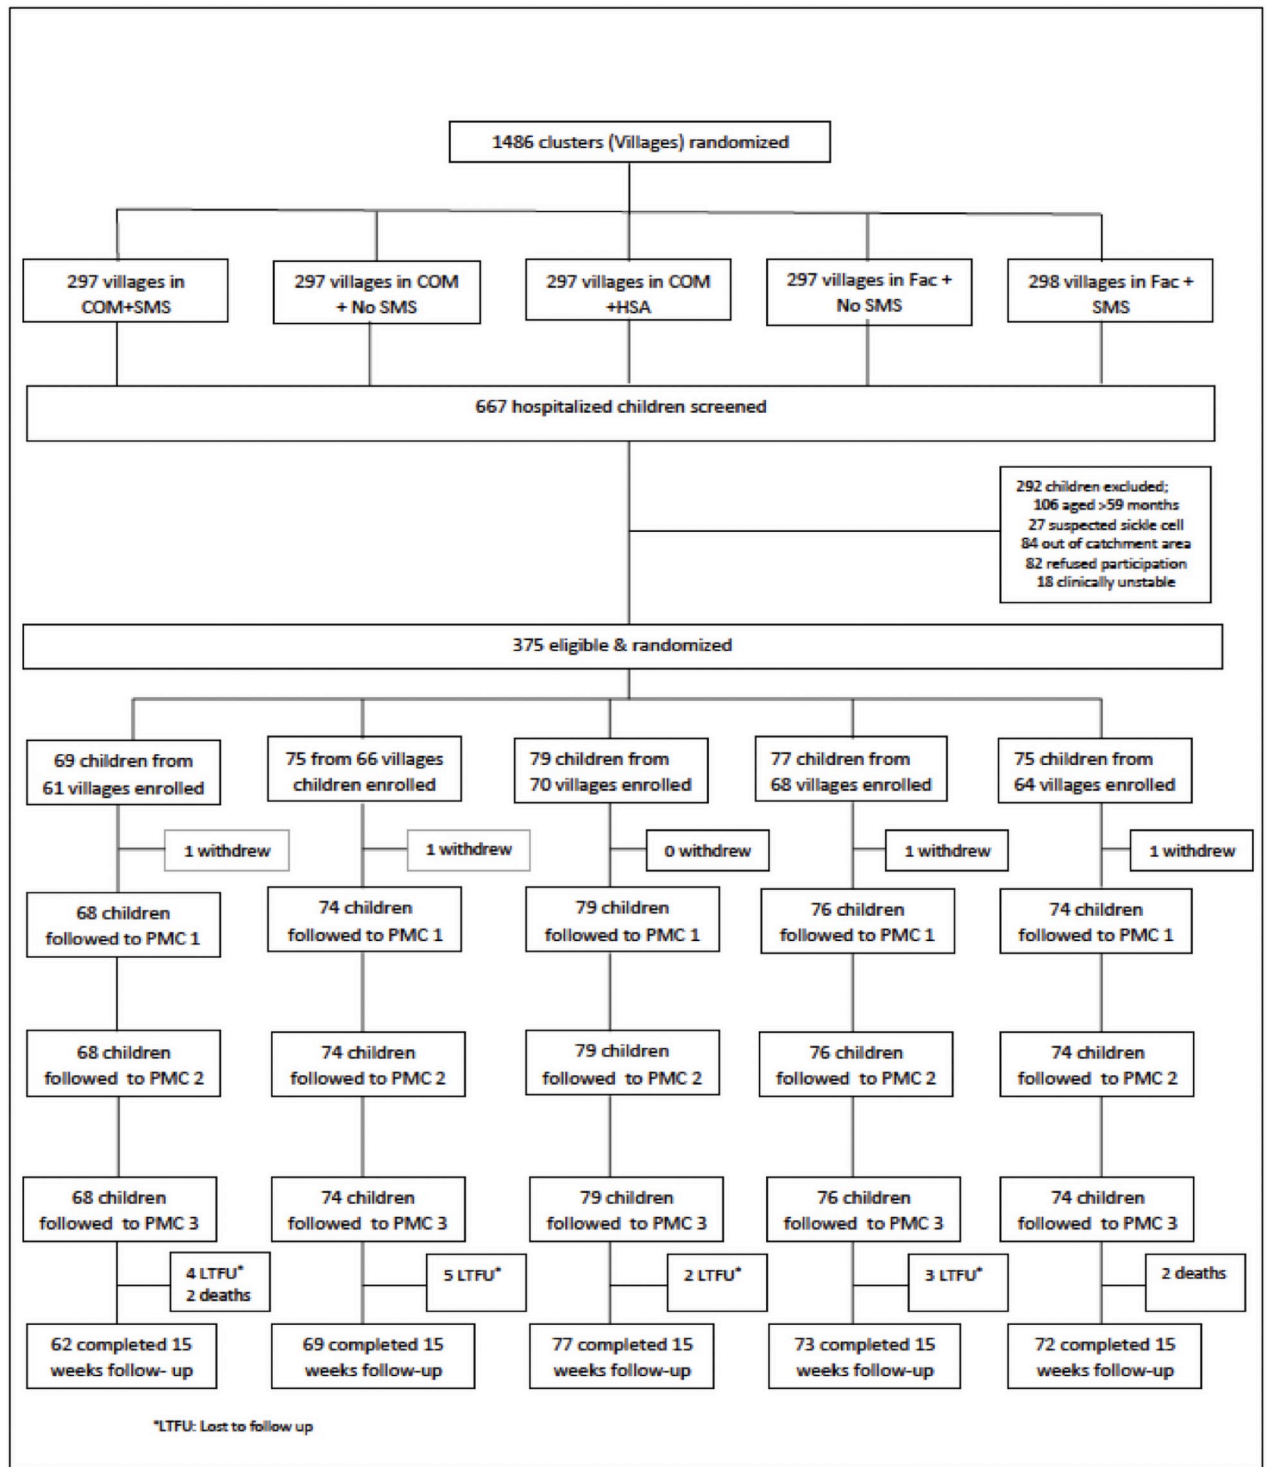 1486 clusters (Villages) randomized
297 villages in
COM+SMS
297 villages in COM
+ No SMS
297 villages in COM
+HSA
297 villages in Fac +
No SMS
298 villages in Fac +
SMS
667 hospitalized children screened
292 children excluded;
106 aged >59 months
27 suspected sickle cell
84 out of catchment area
82 refused participation
18 clinically unstable
375 eligible & randomized
69 children from
61 villages enrolled
75 from 66 villages
children enrolled
79 children from
70 villages enrolled
77 children from
68 villages enrolled
75 children from
64 villages enrolled
1 withdrew
1 withdrew
0 withdrew
1 withdrew
1 withdrew
68 children
followed to PMC 1
74 children
followed to PMC 1
79 children
followed to PMC 1
76 children
followed to PMC 1
74 children
followed to PMC 1
68 children
followed to PMC 2
74 children
followed to PMC 2
79 children
followed to PMC 2
76 children
followed to PMC 2
74 children
followed to PMC 2
68 children
followed to PMC 3
74 children
followed to PMC 3
79 children
followed to PMC 3
76 children
followed to PMC 3
74 children
followed to PMC 3
4 LTFU*
2 deaths
5 LTFU*
2 LTFU*
3 LTFU*
2 deaths
62 completed 15
weeks follow- up
69 completed 15
weeks follow-up
77 completed 15
weeks follow-up
73 completed 15
weeks follow-up
72 completed 15
weeks follow-up
*LTFU: Lost to follow up